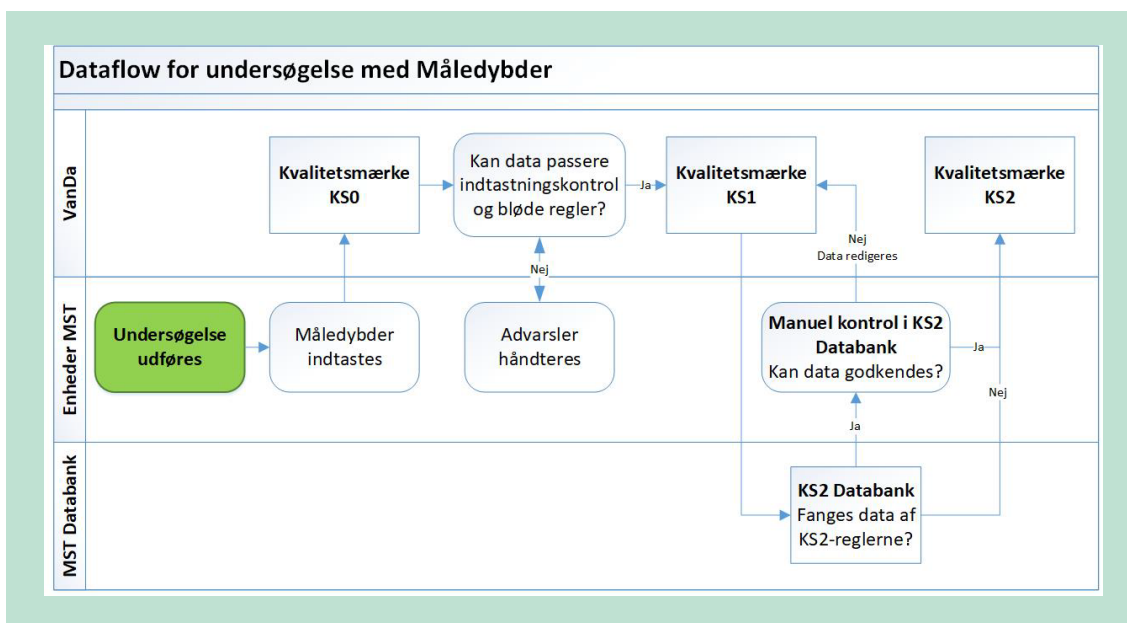 Dataflow for undersøgelse med Måledybder
VanDa
Kvalitetsmærke
KS0
Kan data passere
indtastningskontrol
og bløde regler?
Ja
Kvalitetsmærke
KS1
Kvalitetsmærke
KS2
Nej
Data redigeres
Nej
Enheder MST
Undersøgelse
udføres
Måledybder
indtastes
Advarsler
håndteres
Manuel kontrol i KS2
Databank
Kan data godkendes?
Ja
Nej
Ja
MST Databank
KS2 Databank
Fanges data af
KS2-reglerne?